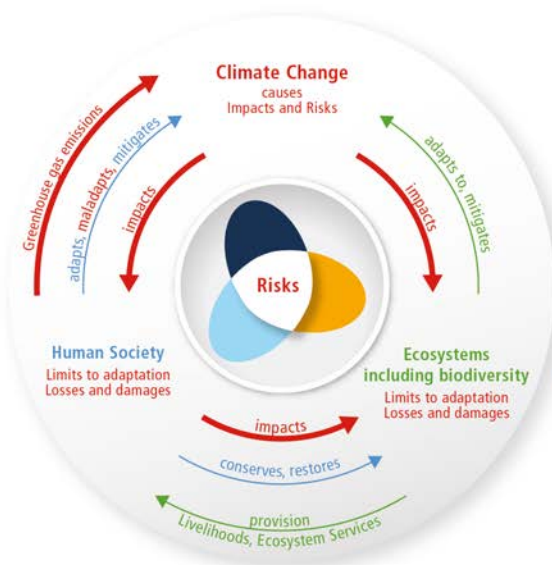 Climate Change
causes
Impacts and Risks
Greenhouse gas emissions
adapts, maladapts, mitigates
impacts
impacts
adapts to, mitigates
Risks
Human Society
Limits to adaptation
Losses and damages
Ecosystems
including biodiversity
Limits to adaptation
Losses and damages
impacts
conserves, restores
provision
Livelihoods, Ecosystem Services